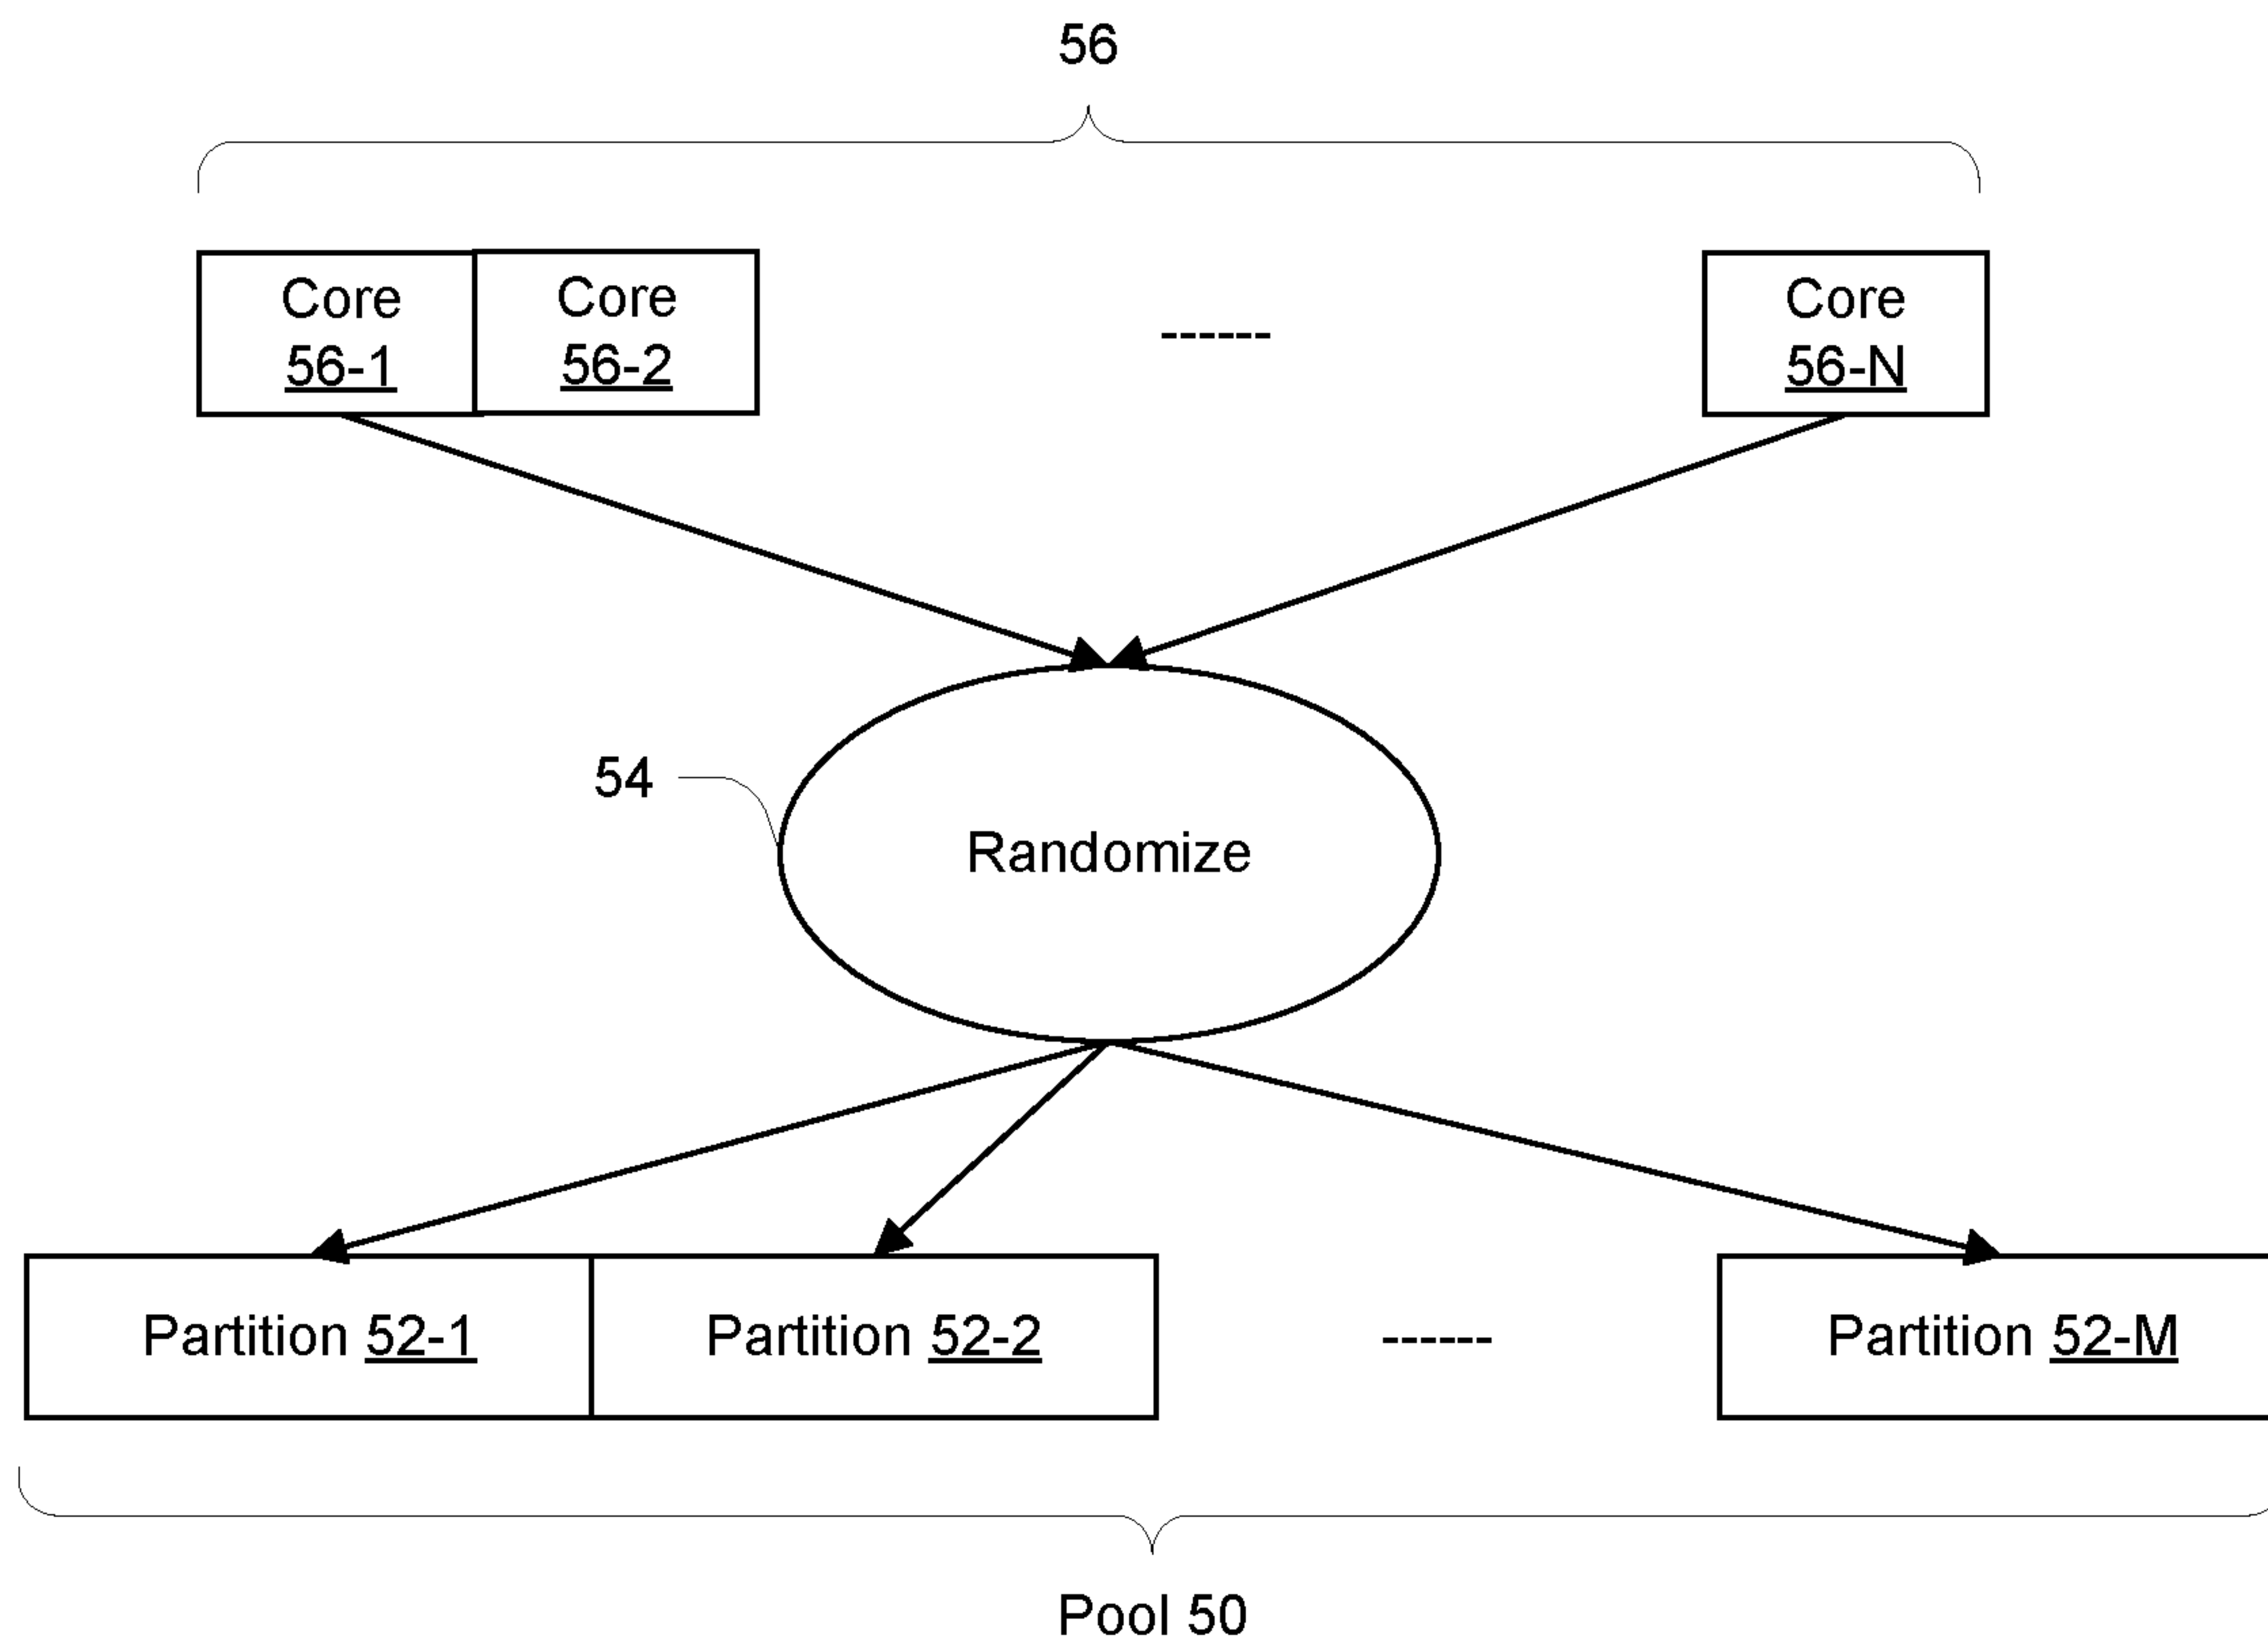 56
Core
56-1
Core
56-2
------
Core
56-N
54
Randomize
Partition 52-1
Partition 52-2
------
Partition 52-M
Pool 50